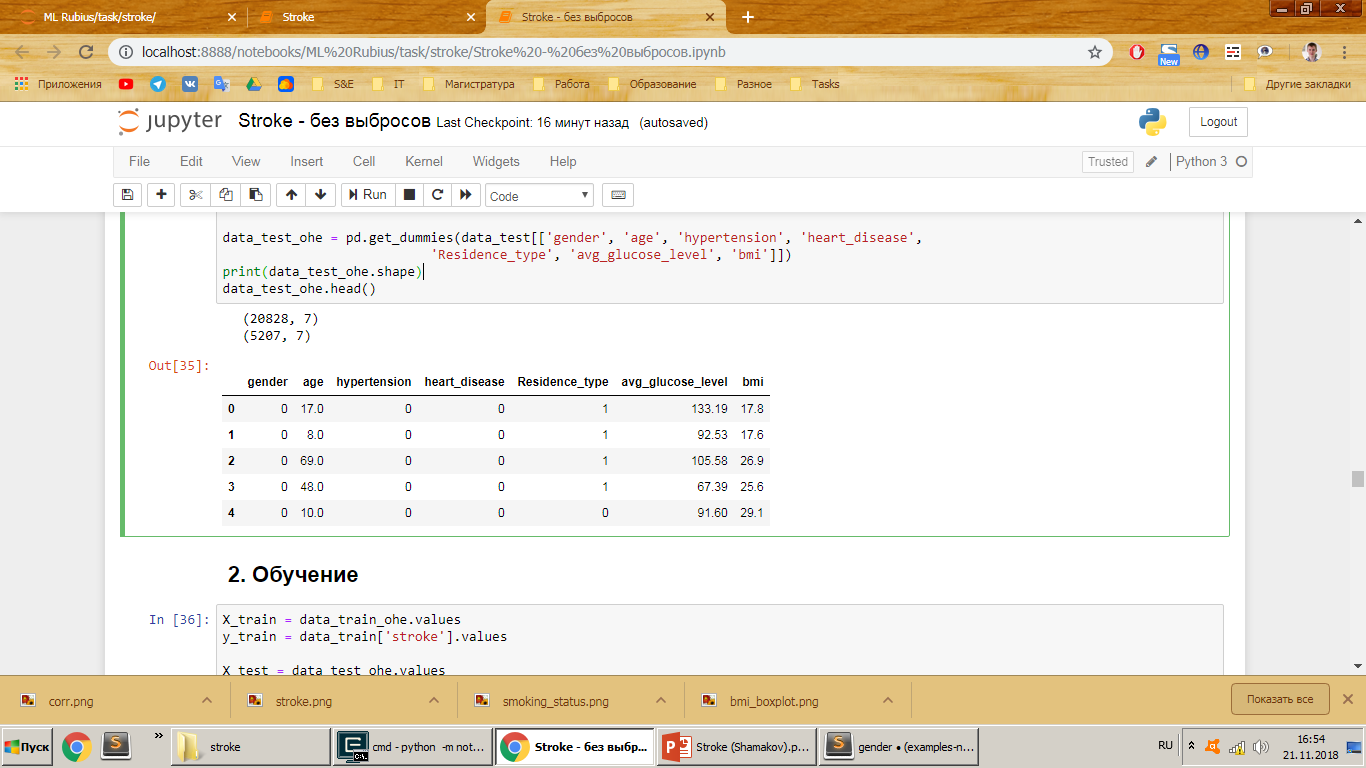 ML Rubius/task/stroke/ Stroke Stroke - без выбросов
localhost:8888/notebooks/ML%20Rubius/task/stroke/Stroke%20-%20без%20выбросов.ipynb
New
Приложения S&E IT Магистратура Работа Образование Разное Tasks Другие закладки
jupyter Stroke - без выбросов Last Checkpoint: 16 минут назад (autosaved) Logout
File Edit View Insert Cell Kernel Widgets Help Trusted Python 3
Run Code
data_test_ohe = pd.get_dummies(data_test[['gender', 'age', 'hypertension', 'heart_disease',
'Residence_type', 'avg_glucose_level', 'bmi']])
print(data_test_ohe.shape)
data_test_ohe.head()
(20828, 7)
(5207, 7)
Out[35]:
gender age hypertension heart_disease Residence_type avg_glucose_level bmi
0 0 17.0 0 0 1 133.19 17.8
1 0 8.0 0 0 1 92.53 17.6
2 0 69.0 0 0 1 105.58 26.9
3 0 48.0 0 0 1 67.39 25.6
4 0 10.0 0 0 0 91.60 29.1
2. Обучение
In [36]: X_train = data_train_ohe.values
y_train = data_train['stroke'].values
X_test = data_test_ohe.values
corr.png stroke.png smoking_status.png bmi_boxplot.png Показать все
Пуск stroke cmd - python -m not... Stroke - без выбр... Stroke (Shamakov).p... gender • (examples-n... RU 16:54
21.11.2018